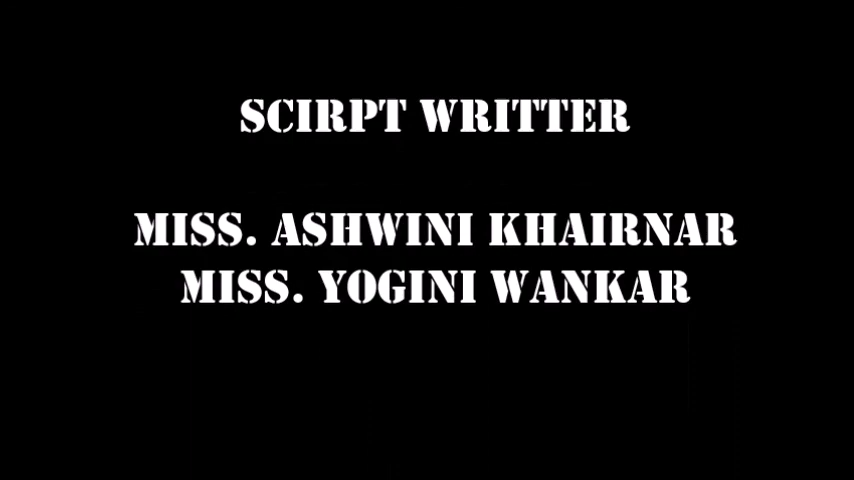 SCIRPT WRITTER
MISS. ASHWINI KHAIRNAR
MISS. YOGINI WANKAR